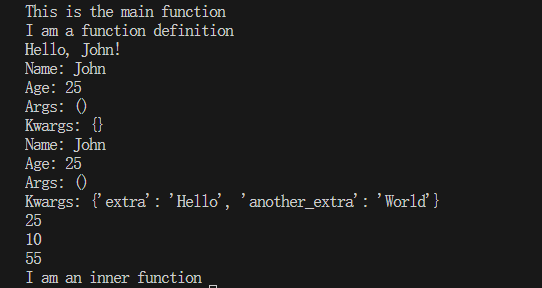 This is the main function
I am a function definition
Hello, John!
Name: John
Age: 25
Args: ()
Kwargs: {}
Name: John
Age: 25
Args: ()
Kwargs: {'extra': 'Hello', 'another_extra': 'World'}
25
10
55
I am an inner function